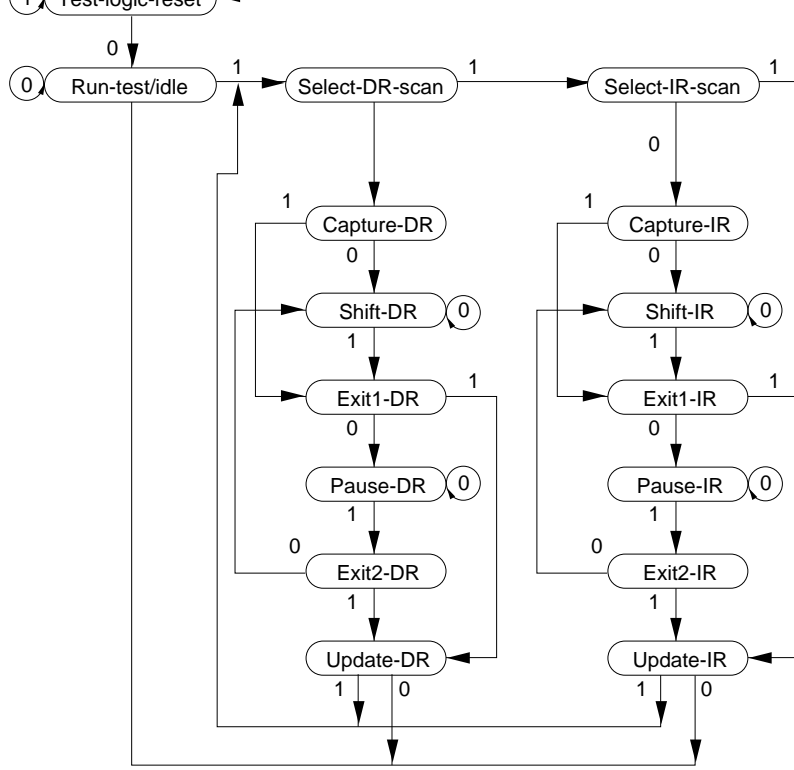 1 Test-logic-reset
0
0 Run-test/idle 1 Select-DR-scan 1 Select-IR-scan 1
0
1 Capture-DR 1 Capture-IR
0 0
Shift-DR 0 Shift-IR 0
1 1
Exit1-DR 1 Exit1-IR 1
0 0
Pause-DR 0 Pause-IR 0
1 1
0 Exit2-DR 0 Exit2-IR
1 1
Update-DR Update-IR
1 0 1 0